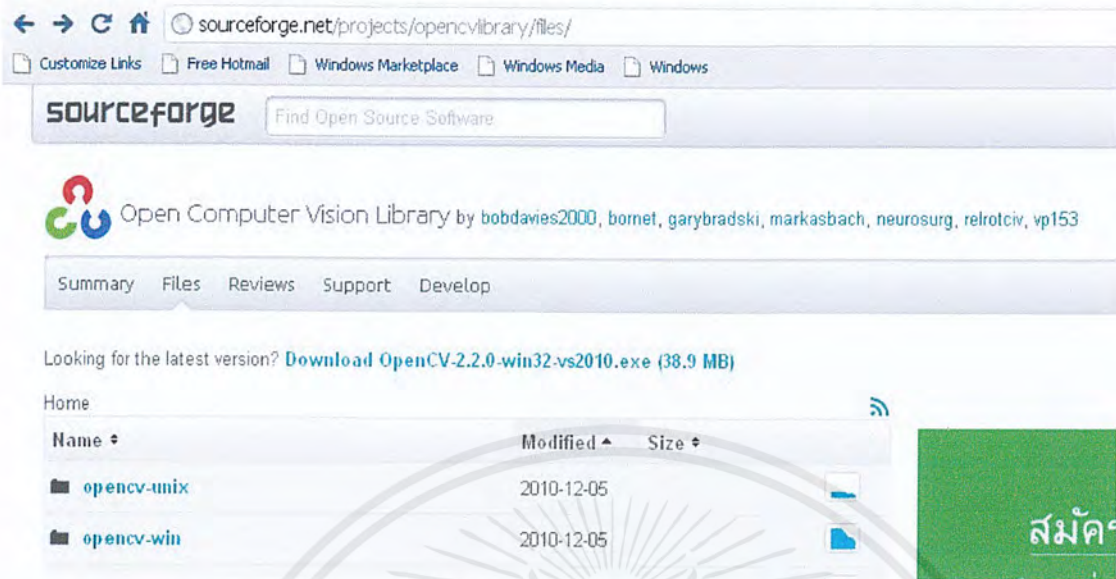 sourceforge.net/projects/opencvlibrary/files/
Customize Links Free Hotmail Windows Marketplace Windows Media Windows
sourceforge Find Open Source Software
Open Computer Vision Library by bobdavies2000, bornet, garybradski, markasbach, neurosurg, relrotciv, vp153
Summary Files Reviews Support Develop
Looking for the latest version? Download OpenCV-2.2.0-win32-vs2010.exe (38.9 MB)
Home
Name Modified Size
opencv-unix 2010-12-05
opencv-win 2010-12-05